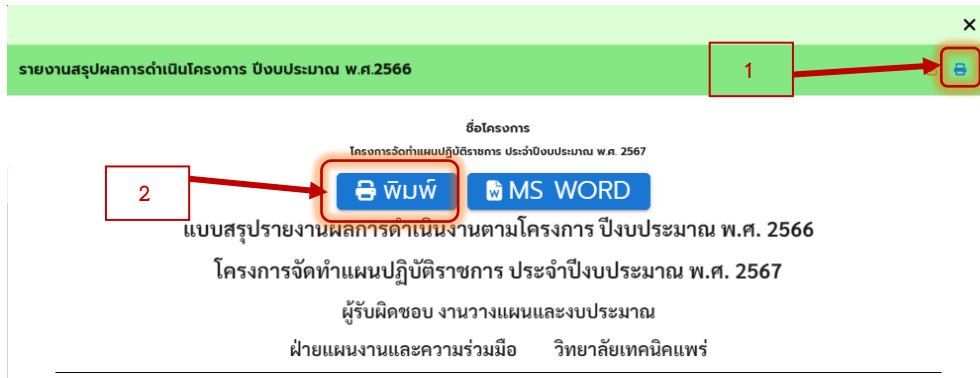 ×
รายงานสรุปผลการดำเนินโครงการ ปีงบประมาณ พ.ศ.2566
1
ชื่อโครงการ
โครงการจัดทำแผนปฏิบัติราชการ ประจำปีงบประมาณ พ.ศ. 2567
2
พิมพ์ MS WORD
แบบสรุปรายงานผลการดำเนินงานตามโครงการ ปีงบประมาณ พ.ศ. 2566
โครงการจัดทำแผนปฏิบัติราชการ ประจำปีงบประมาณ พ.ศ. 2567
ผู้รับผิดชอบ งานวางแผนและงบประมาณ
ฝ่ายแผนงานและความร่วมมือ วิทยาลัยเทคนิคแพร่